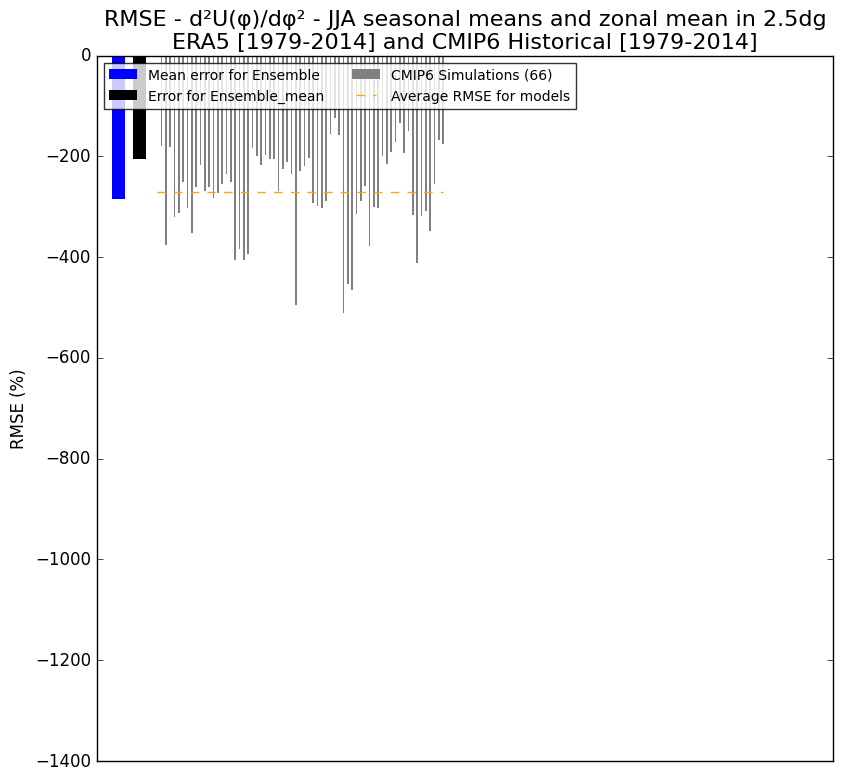 RMSE - d²U(φ)/dφ² - JJA seasonal means and zonal mean in 2.5dg
ERA5 [1979-2014] and CMIP6 Historical [1979-2014]
Mean error for Ensemble
Error for Ensemble_mean
CMIP6 Simulations (66)
Average RMSE for models
RMSE (%)
0
−200
−400
−600
−800
−1000
−1200
−1400